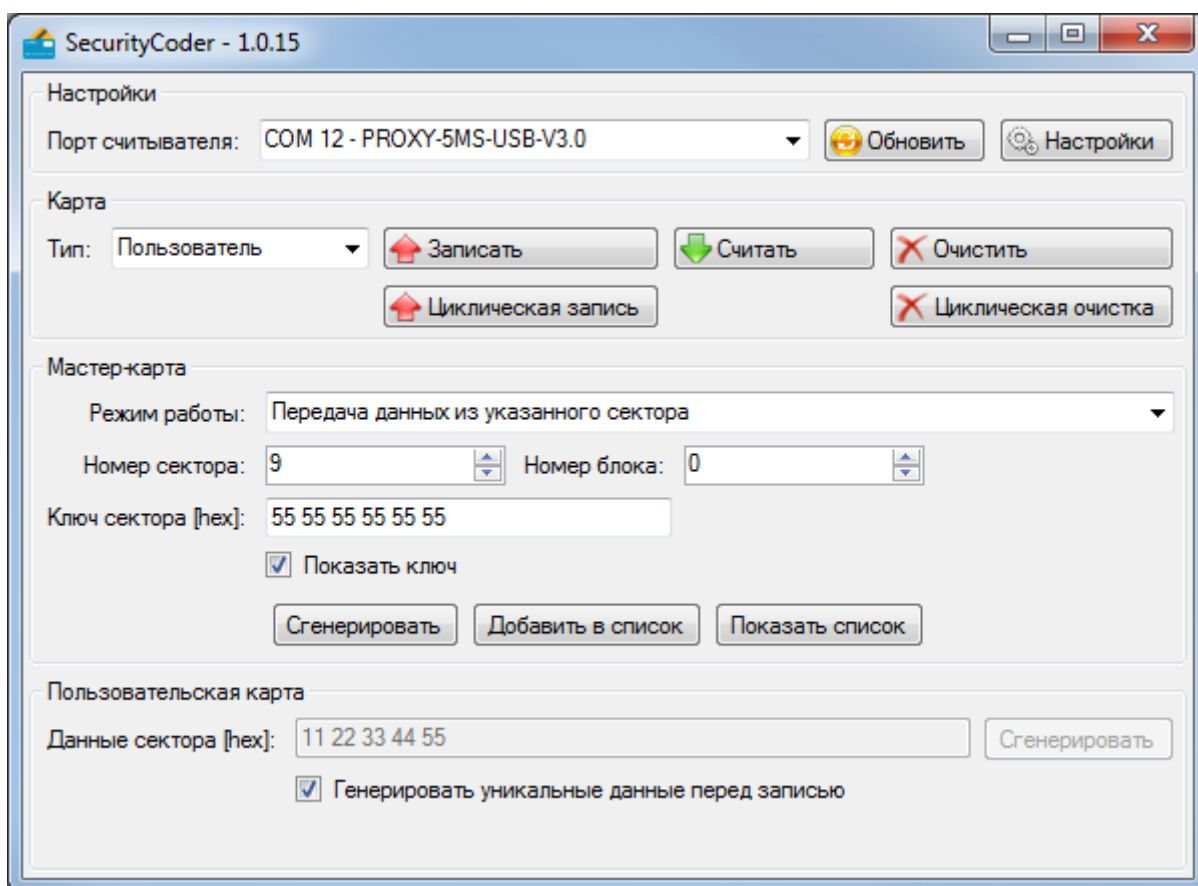 SecurityCoder - 1.0.15
Настройки
Порт считывателя: COM 12 - PROXY-5MS-USB-V3.0 Обновить Настройки
Карта
Тип: Пользователь Записать Считать Очистить
Циклическая запись Циклическая очистка
Мастер-карта
Режим работы: Передача данных из указанного сектора
Номер сектора: 9 Номер блока: 0
Ключ сектора [hex]: 55 55 55 55 55 55
Показать ключ
Сгенерировать Добавить в список Показать список
Пользовательская карта
Данные сектора [hex]: 11 22 33 44 55 Сгенерировать
Генерировать уникальные данные перед записью